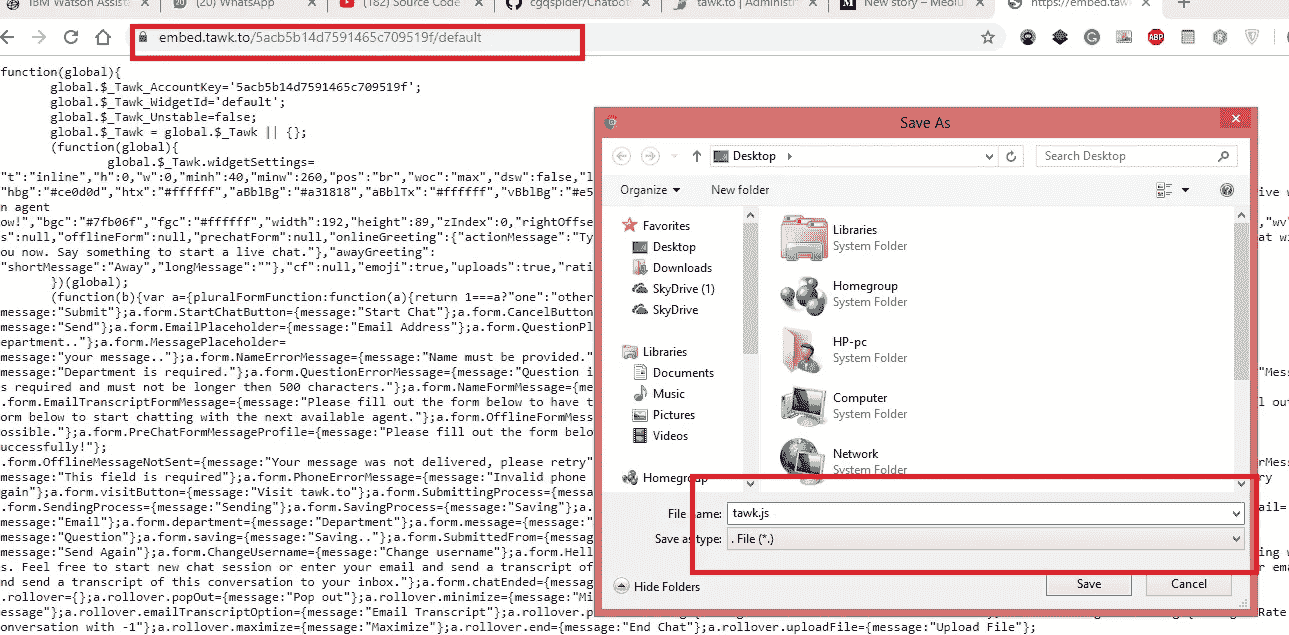 IBM Watson Assista
(20) WhatsApp
(182) Source Code
cgqspider/Chatbot
tawk.to | Administ
New story – Mediu
https://embed.taw
embed.tawk.to/5acb5b14d7591465c709519f/default
ABP
function(global){
global.$_Tawk_AccountKey='5acb5b14d7591465c709519f';
global.$_Tawk_WidgetId='default';
global.$_Tawk_Unstable=false;
global.$_Tawk = global.$_Tawk || {};
(function(global){
global.$_Tawk.widgetSettings=
"t":"inline","h":0,"w":0,"minh":40,"minw":260,"pos":"br","woc":"max","dsw":false,"l
"hbg":"#ce0d0d","htx":"#ffffff","aBblBg":"#a31818","aBblTx":"#ffffff","vBblBg":"#e5
ive w
n agent
ow!","bgc":"#7fb06f","fgc":"#ffffff","width":192,"height":89,"zIndex":0,"rightOffse
,"wv"
s":null,"offlineForm":null,"prechatForm":null,"onlineGreeting":{"actionMessage":"Ty
at wi
ou now. Say something to start a live chat."},"awayGreeting":
"shortMessage":"Away","longMessage":""},"cf":null,"emoji":true,"uploads":true,"rati
})(global);
(function(b){var a={pluralFormFunction:function(a){return 1===a?"one":"other
message:"Submit"};a.form.StartChatButton={message:"Start Chat"};a.form.CancelButton
message:"Send"};a.form.EmailPlaceholder={message:"Email Address"};a.form.QuestionPl
epartment.."};a.form.MessagePlaceholder=
message:"your message.."};a.form.NameErrorMessage={message:"Name must be provided."
message:"Department is required."};a.form.QuestionErrorMessage={message:"Question i
"Mess
s required and must not be longer then 500 characters."};a.form.NameFormMessage={me
.form.EmailTranscriptFormMessage={message:"Please fill out the form below to have t
l out
orm below to start chatting with the next available agent."};a.form.OfflineFormMess
ossible."};a.form.PreChatFormMessageProfile={message:"Please fill out the form belo
uccessfully!"};
.form.OfflineMessageNotSent={message:"Your message was not delivered, please retry"
rMess
message:"This field is required"};a.form.PhoneErrorMessage={message:"Invalid phone
gain"};a.form.visitButton={message:"Visit tawk.to"};a.form.SubmittingProcess={messa
ry
.form.SendingProcess={message:"Sending"};a.form.SavingProcess={message:"Saving"};a
ail=
message:"Email"};a.form.department={message:"Department"};a.form.message={message:"
"Question"};a.form.saving={message:"Saving.."};a.form.SubmittedFrom={message:
message:"Send Again"};a.form.ChangeUsername={message:"Change username"};a.form.Hell
ing w
s. Feel free to start new chat session or enter your email and send a transcript of
r ema
nd send a transcript of this conversation to your inbox."};a.form.chatEnded={messag
.rollover={};a.rollover.popOut={message:"Pop out"};a.rollover.minimize={message:"Mi
essage"};a.rollover.emailTranscriptOption={message:"Email Transcript"};a.rollover.p
Rate
onversation with -1"};a.rollover.maximize={message:"Maximize"};a.rollover.end={message:"End Chat"};a.rollover.uploadFile={message:"Upload File"};
Save As
Desktop
Search Desktop
Organize
New folder
Favorites
Desktop
Downloads
SkyDrive (1)
SkyDrive
Libraries
Documents
Music
Pictures
Videos
Homegroup
Libraries
System Folder
Homegroup
System Folder
HP-pc
System Folder
Computer
System Folder
Network
System Folder
File name:
tawk.js
Save as type:
. File (*.)
Hide Folders
Save
Cancel